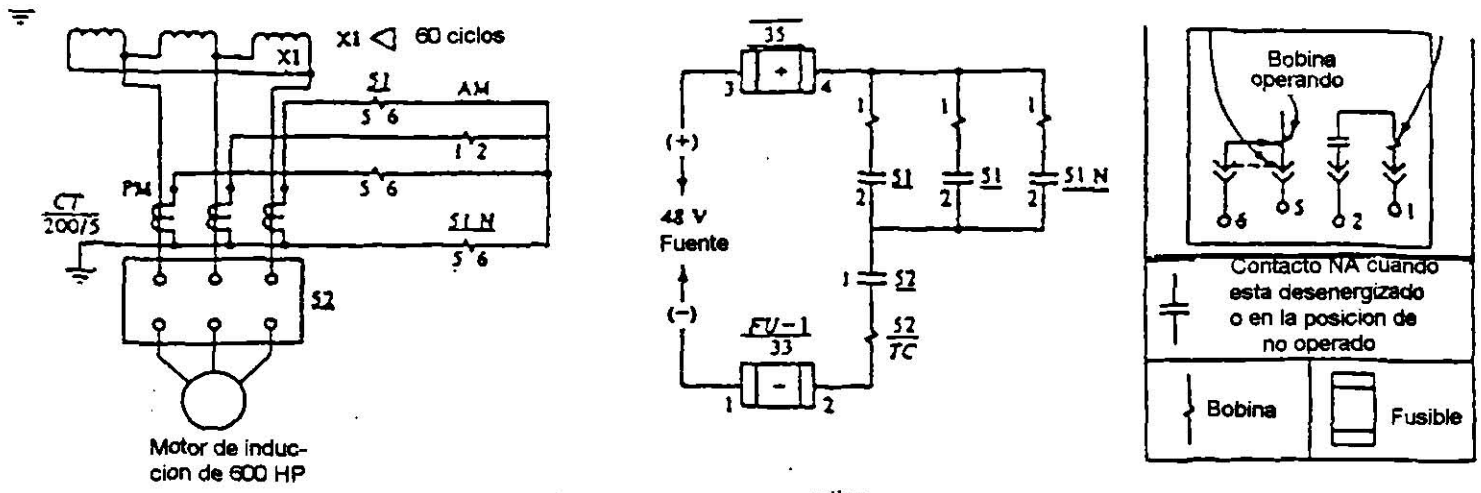 X1
X1 60 ciclos
51
5 6
AM
1 2
5 6
PM
CT
200/5
51 N
5 6
52
Motor de induc-
cion de 600 HP
35
3 + 4
(+)
48 V
Fuente
(-)
1 1 1
51 51 51 N
2 2 2
1 52
52
TC
FU-1
33
1 - 2
Bobina
operando
6 5 2 1
Contacto NA cuando
esta desenergizado
o en la posicion de
no operado
Bobina
Fusible